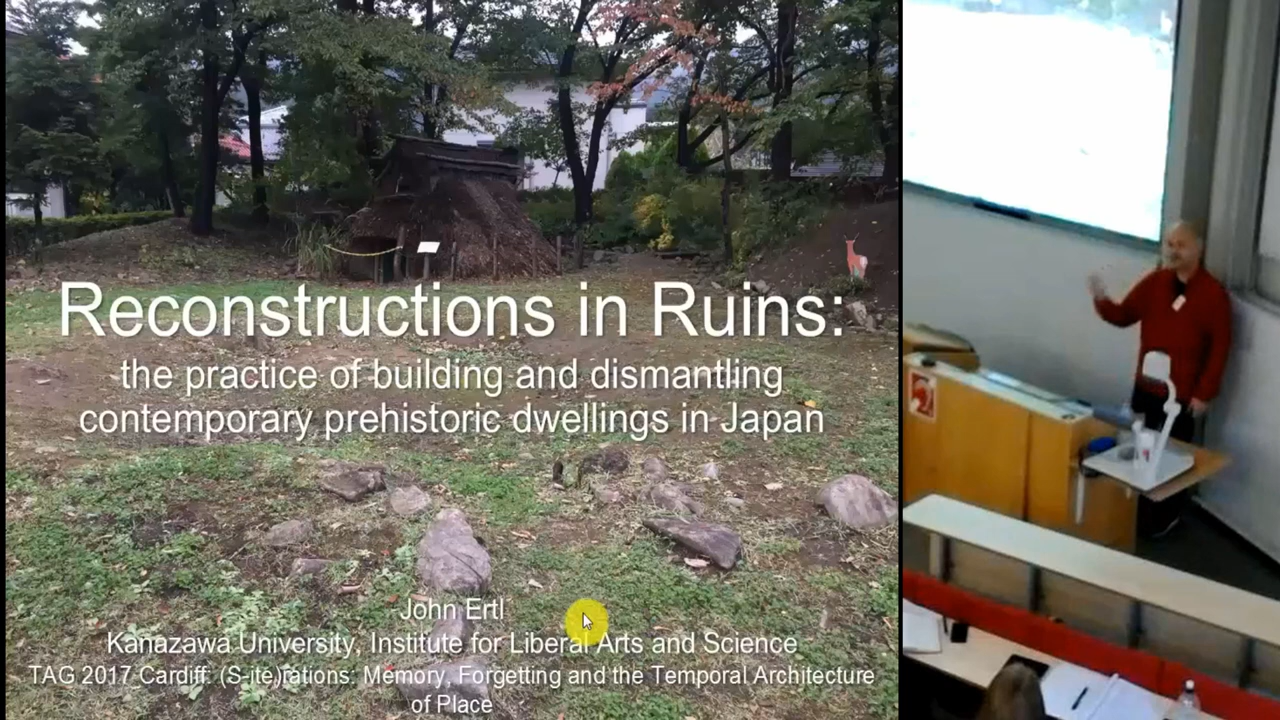 Reconstructions in Ruins:
the practice of building and dismantling
contemporary prehistoric dwellings in Japan
John Ertl
Kanazawa University, Institute for Liberal Arts and Science
TAG 2017 Cardiff: (S-ite)rations: Memory, Forgetting and the Temporal Architecture
of Place